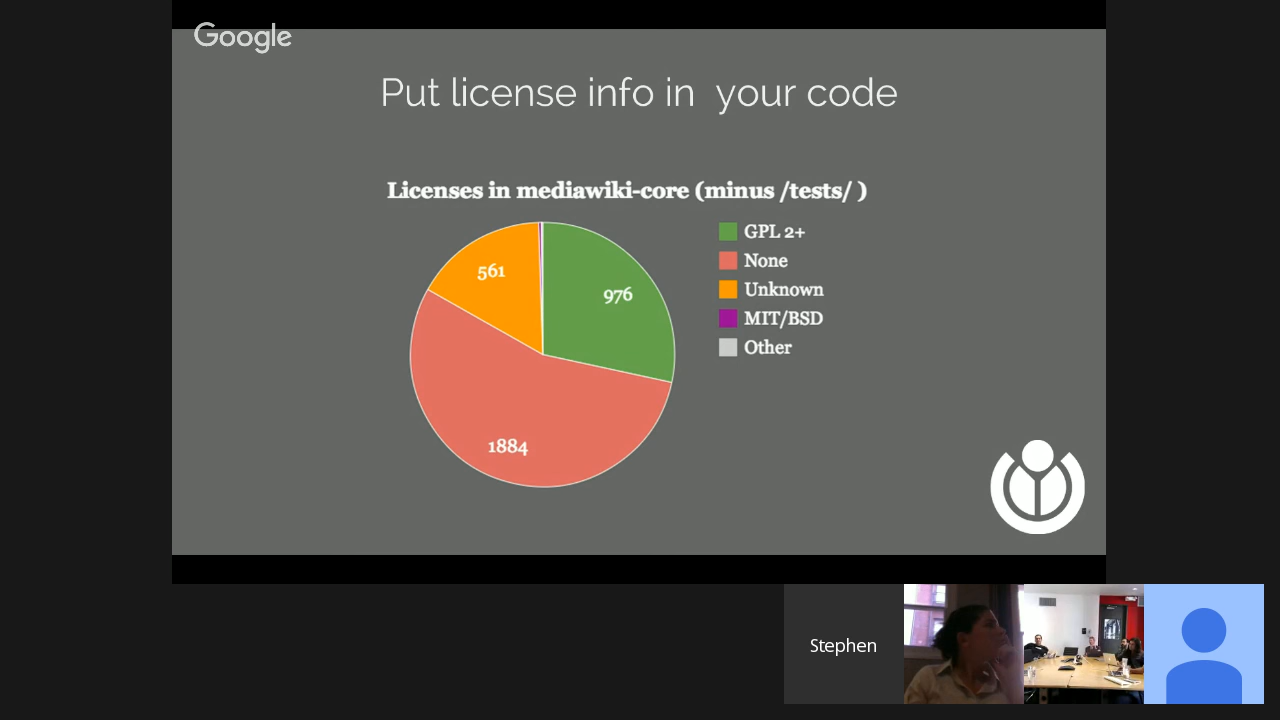 Google
Put license info in your code
Licenses in mediawiki-core (minus /tests/ )
GPL 2+
None
Unknown
MIT/BSD
Other
561
976
1884
Stephen